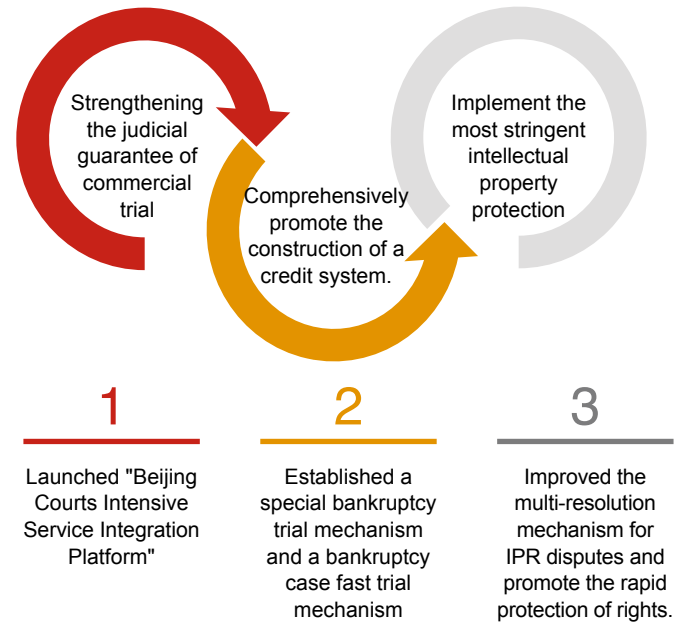 Strengthening
the judicial
guarantee of
commercial
trial
Comprehensively
promote the
construction of a
credit system.
Implement the
most stringent
intellectual
property
protection
1
Launched "Beijing
Courts Intensive
Service Integration
Platform"
2
Established a
special bankruptcy
trial mechanism
and a bankruptcy
case fast trial
mechanism
3
Improved the
multi-resolution
mechanism for
IPR disputes and
promote the rapid
protection of rights.